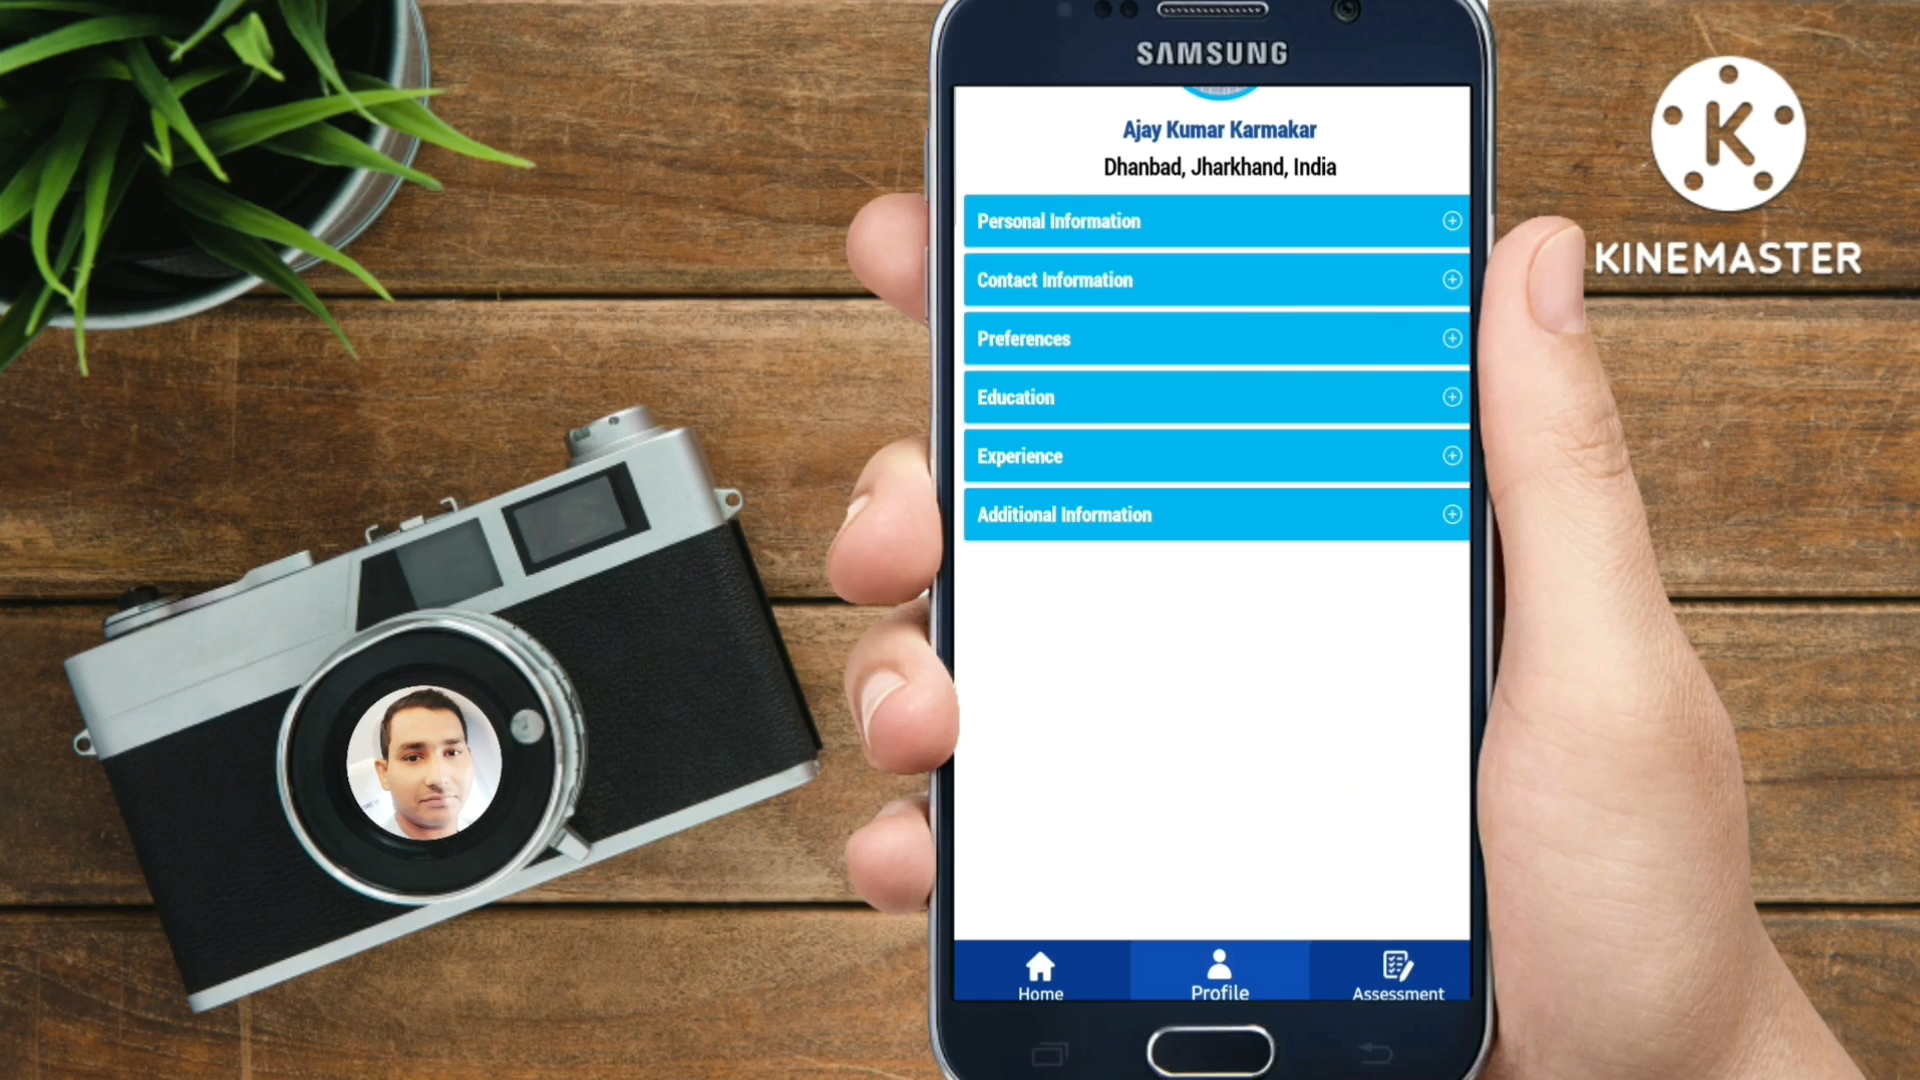 SAMSUNG
Ajay Kumar Karmakar
Dhanbad, Jharkhand, India
Personal Information
Contact Information
Preferences
Education
Experience
Additional Information
Home
Profile
Assessment
K
KINEMASTER